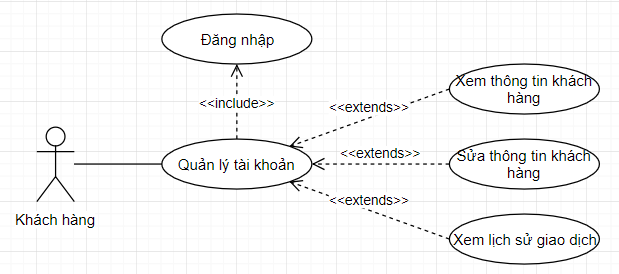 Đăng nhập
<<include>>
Xem thông tin khách
hàng
<<extends>>
Quản lý tài khoản
<<extends>>
Sửa thông tin khách
hàng
<<extends>>
Khách hàng
Xem lịch sử giao dịch